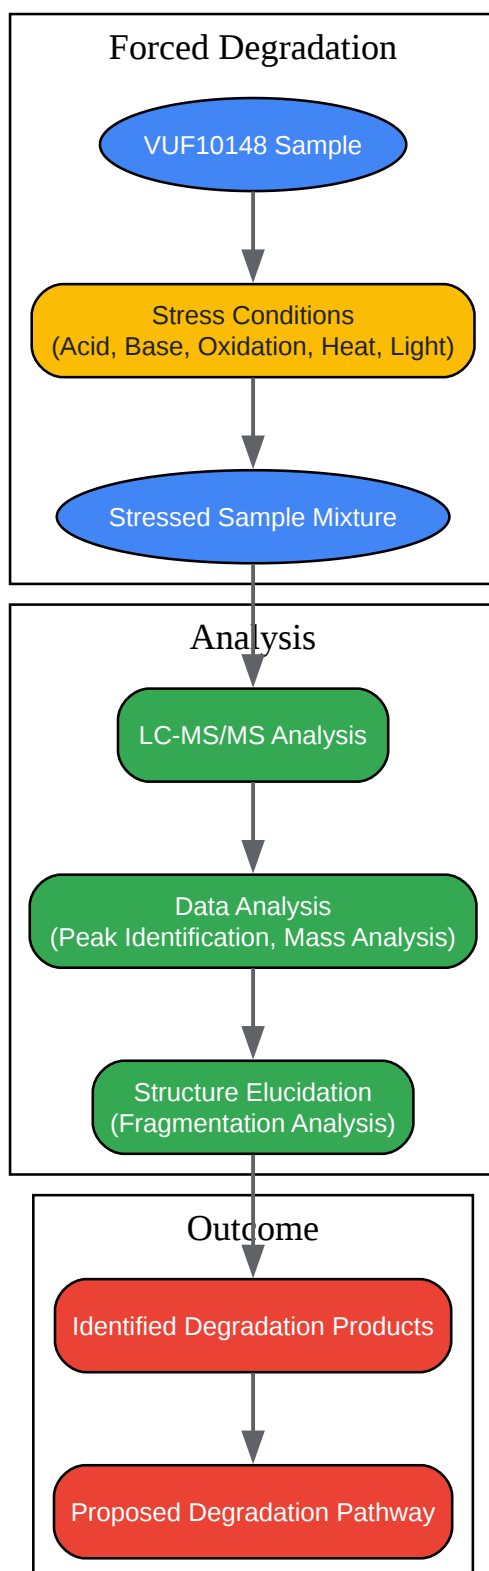 Forced Degradation
VUF10148 Sample
Stress Conditions
(Acid, Base, Oxidation, Heat, Light)
Stressed Sample Mixture
Analysis
LC-MS/MS Analysis
Data Analysis
(Peak Identification, Mass Analysis)
Structure Elucidation
(Fragmentation Analysis)
Outcome
Identified Degradation Products
Proposed Degradation Pathway